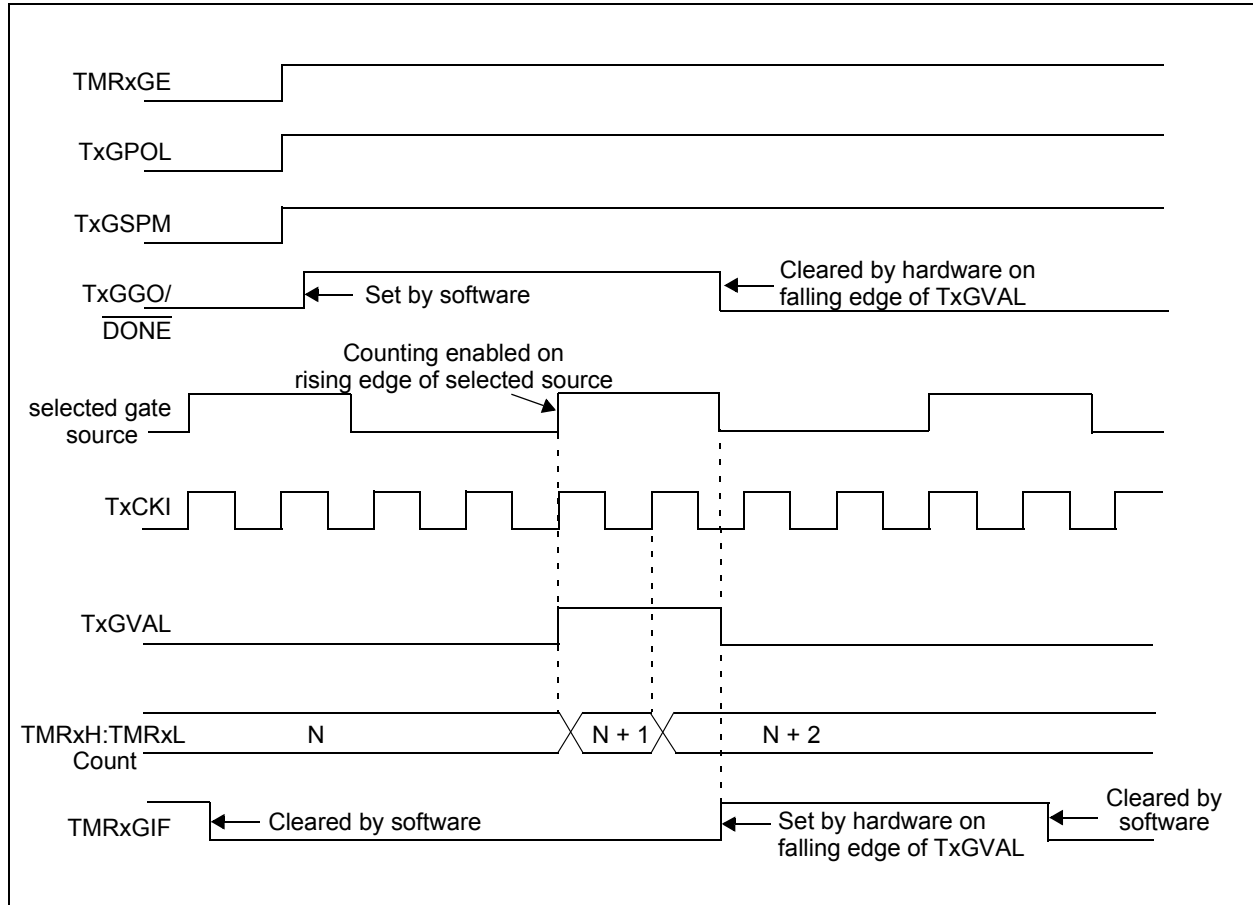 TMRxGE
TxGPOL
TxGSPM
TxGGO/
DONE
Set by software
Cleared by hardware on
falling edge of TxGVAL
Counting enabled on
rising edge of selected source
selected gate
source
TxCKI
TxGVAL
TMRxH:TMRxL
Count
N
N + 1
N + 2
TMRxGIF
Cleared by software
Set by hardware on
falling edge of TxGVAL
Cleared by
software